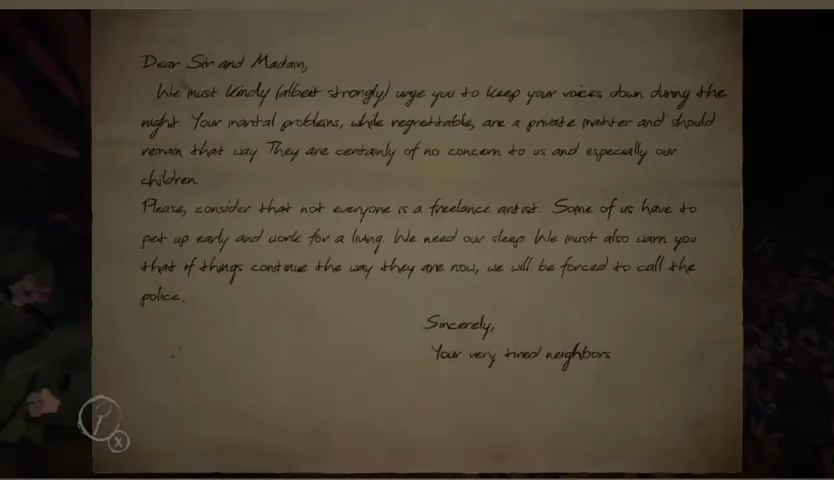 Dear Sir and Madam,
We must kindly (albeit strongly) urge you to keep your voices down during the
night. Your marital problems, while regrettable, are a private matter and should
remain that way. They are certainly of no concern to us and especially our
children.
Please, consider that not everyone is a freelance artist. Some of us have to
get up early and work for a living. We need our sleep. We must also warn you
that if things continue the way they are now, we will be forced to call the
police.
Sincerely,
Your very tired neighbors
X